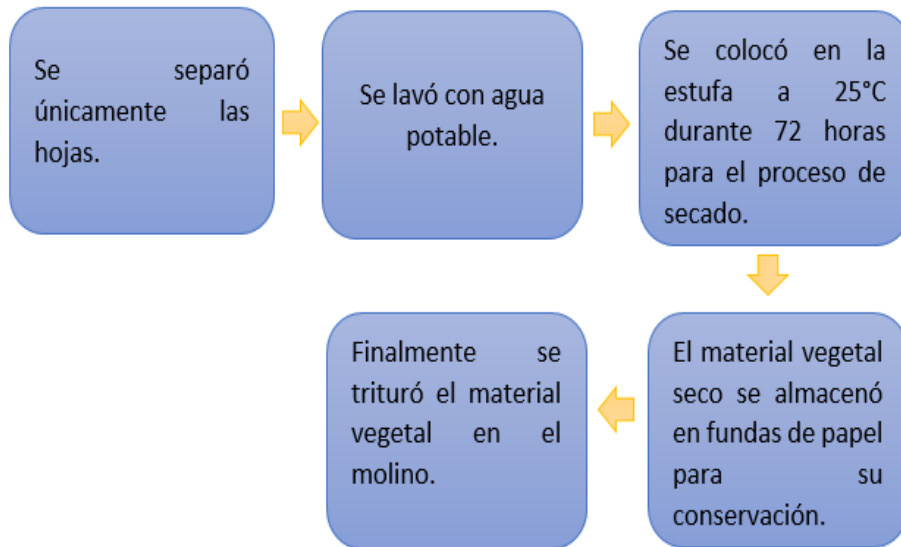 Se separó
únicamente las
hojas.
Se lavó con agua
potable.
Se colocó en la
estufa a 25°C
durante 72 horas
para el proceso de
secado.
El material vegetal
seco se almacenó
en fundas de papel
para su
conservación.
Finalmente se
trituró el material
vegetal en el
molino.